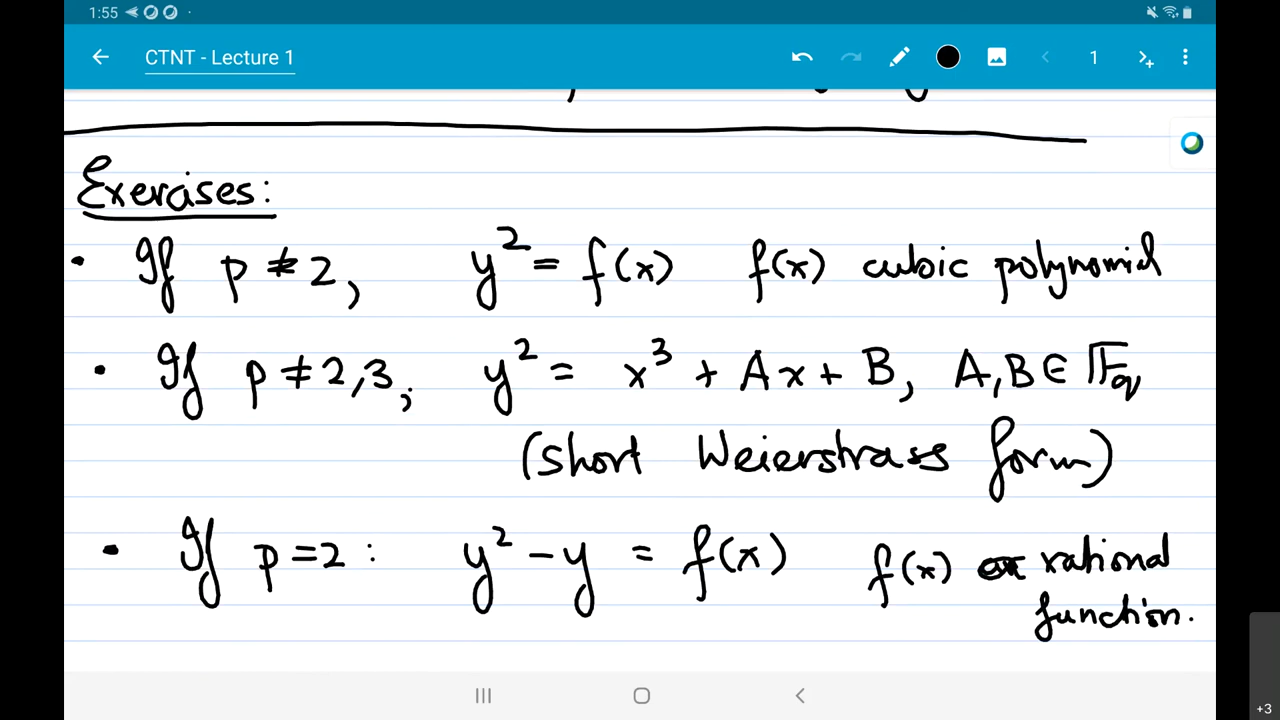 1:55
CTNT - Lecture 1
1
Exercises:
• If p ≠ 2, y² = f(x) f(x) cubic polynomial
• If p ≠ 2,3, y² = x³ + Ax + B, A,B ∈ 𝔽q
(short Weierstrass form)
• If p = 2 : y² - y = f(x) f(x) rational
function.
+3